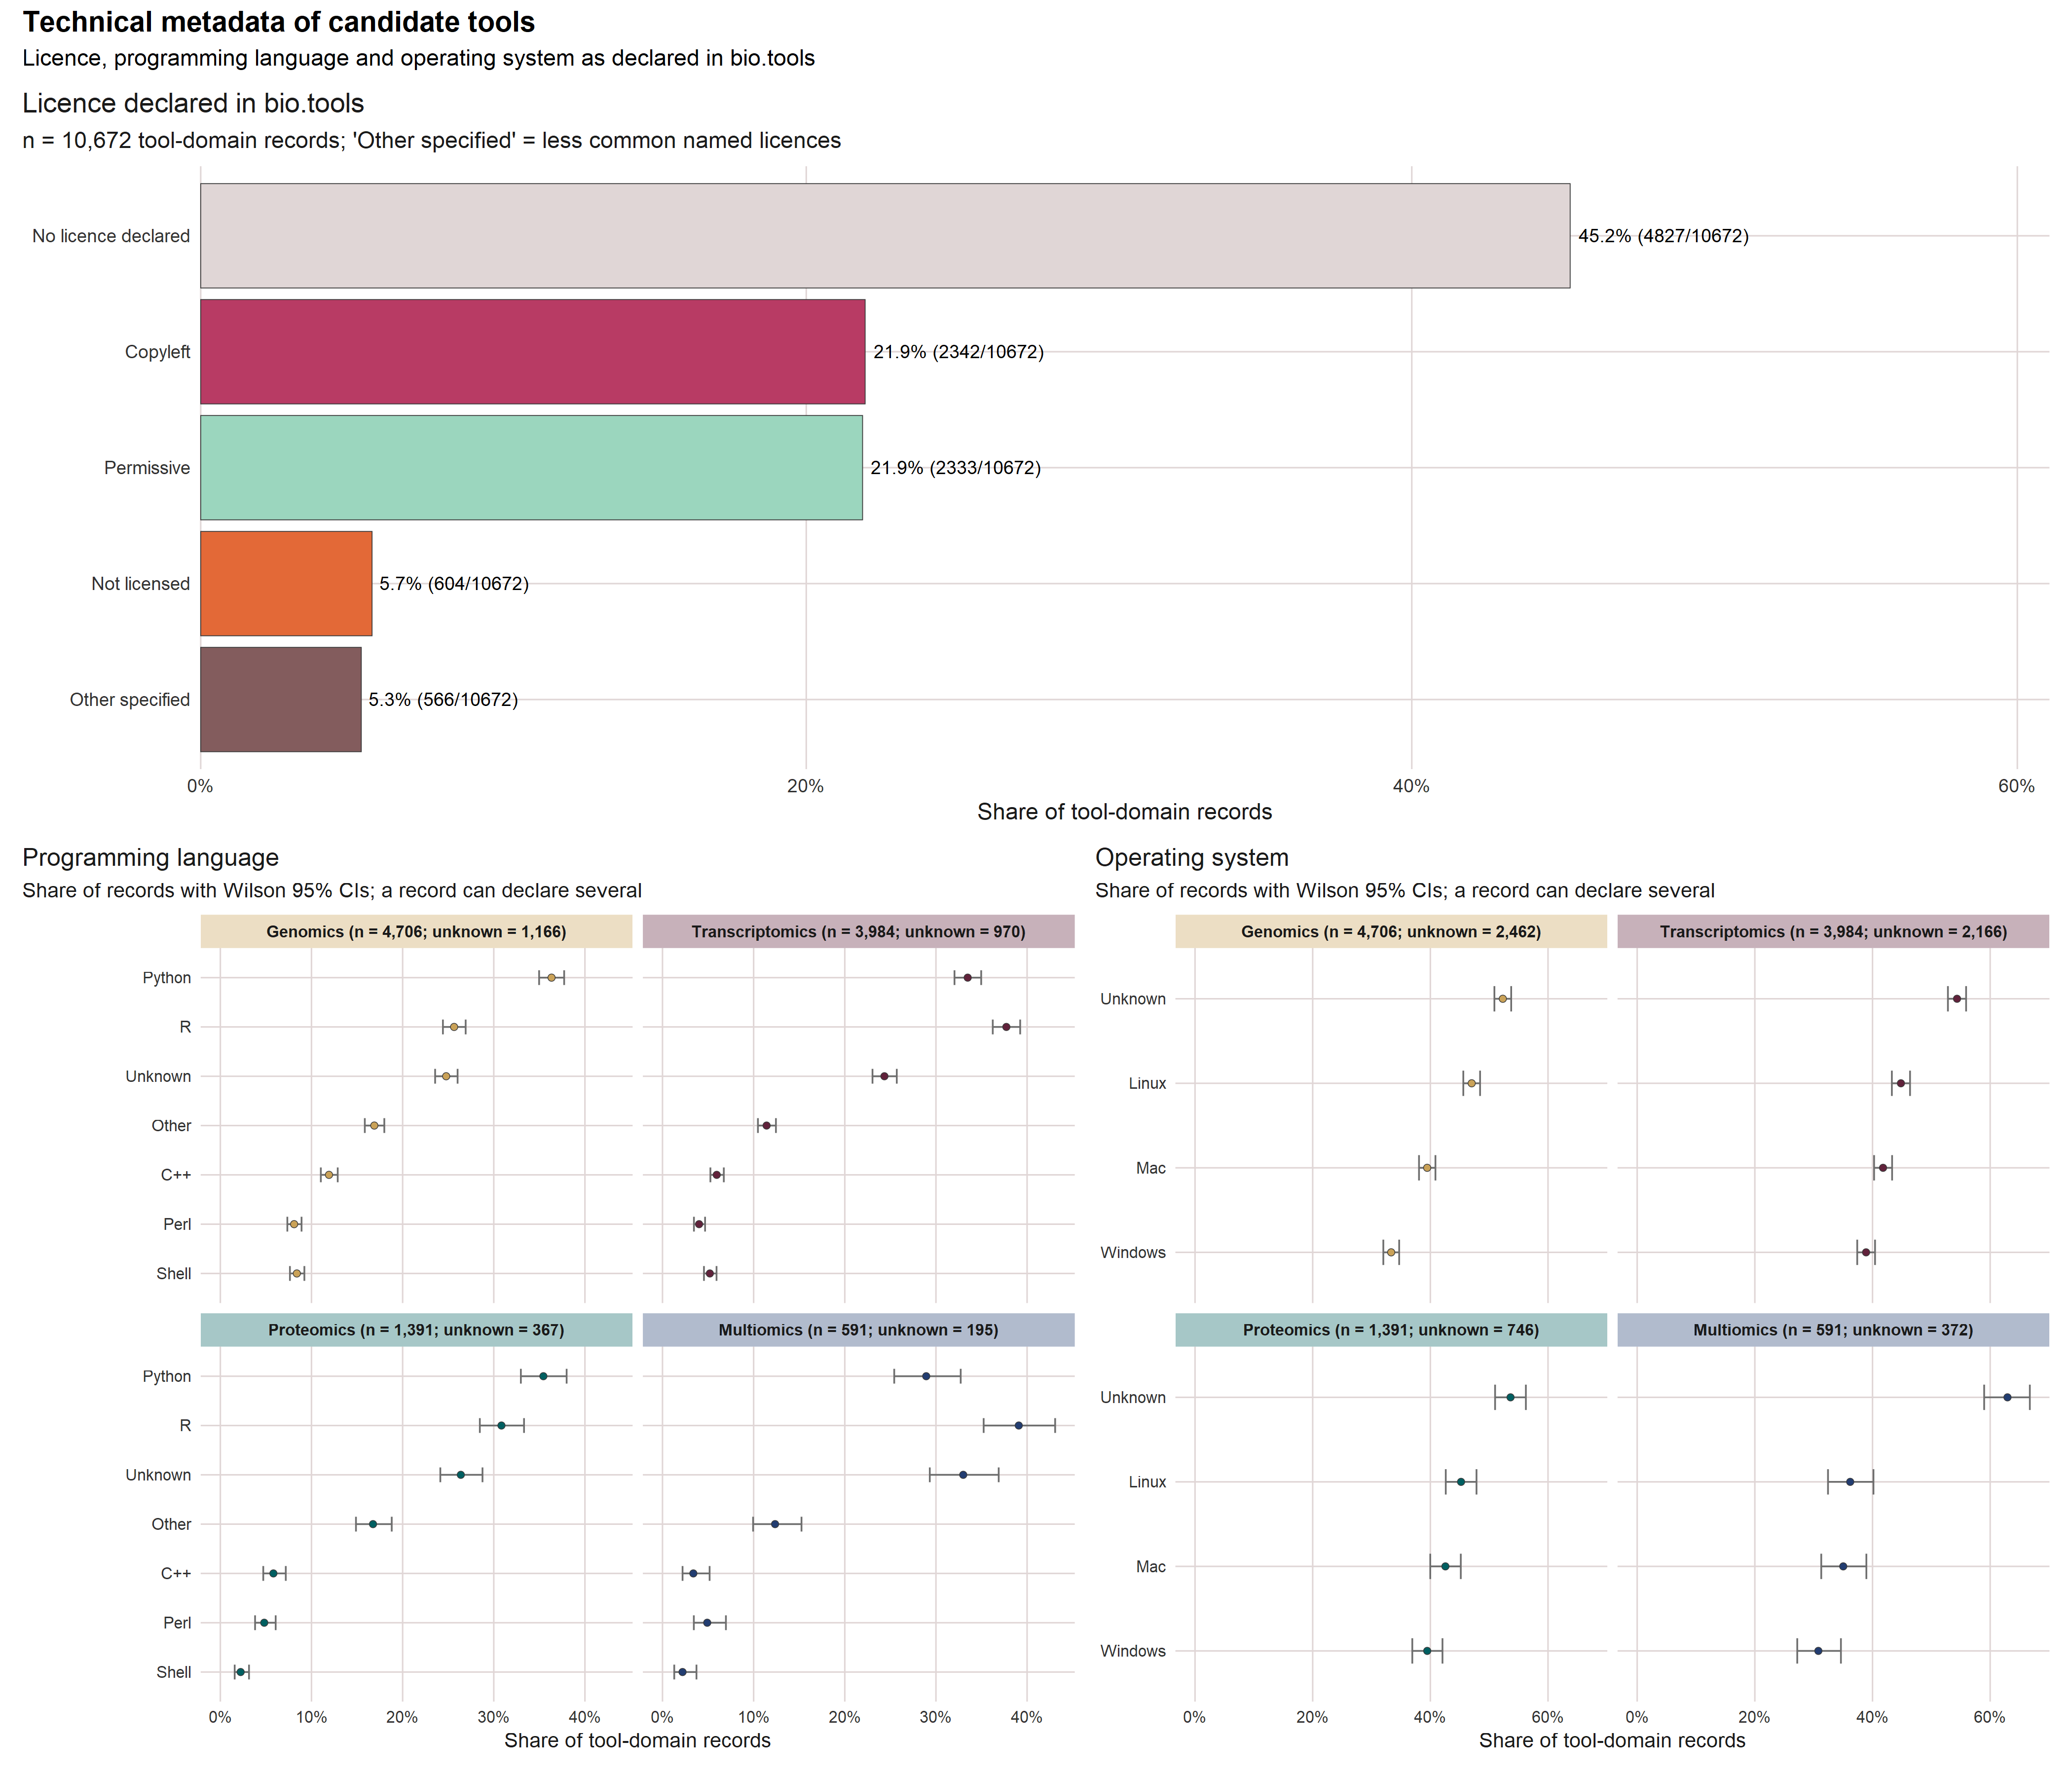 Technical metadata of candidate tools
Licence, programming language and operating system as declared in bio.tools
Licence declared in bio.tools
n = 10,672 tool-domain records; 'Other specified' = less common named licences
No licence declared
45.2% (4827/10672)
Copyleft
21.9% (2342/10672)
Permissive
21.9% (2333/10672)
Not licensed
5.7% (604/10672)
Other specified
5.3% (566/10672)
0% 20% 40% 60%
Share of tool-domain records
Programming language
Share of records with Wilson 95% CIs; a record can declare several
Genomics (n = 4,706; unknown = 1,166)
Transcriptomics (n = 3,984; unknown = 970)
Python
R
Unknown
Other
C++
Perl
Shell
Proteomics (n = 1,391; unknown = 367)
Multiomics (n = 591; unknown = 195)
Python
R
Unknown
Other
C++
Perl
Shell
0% 10% 20% 30% 40% 0% 10% 20% 30% 40%
Share of tool-domain records
Operating system
Share of records with Wilson 95% CIs; a record can declare several
Genomics (n = 4,706; unknown = 2,462)
Transcriptomics (n = 3,984; unknown = 2,166)
Unknown
Linux
Mac
Windows
Proteomics (n = 1,391; unknown = 746)
Multiomics (n = 591; unknown = 372)
Unknown
Linux
Mac
Windows
0% 20% 40% 60% 0% 20% 40% 60%
Share of tool-domain records